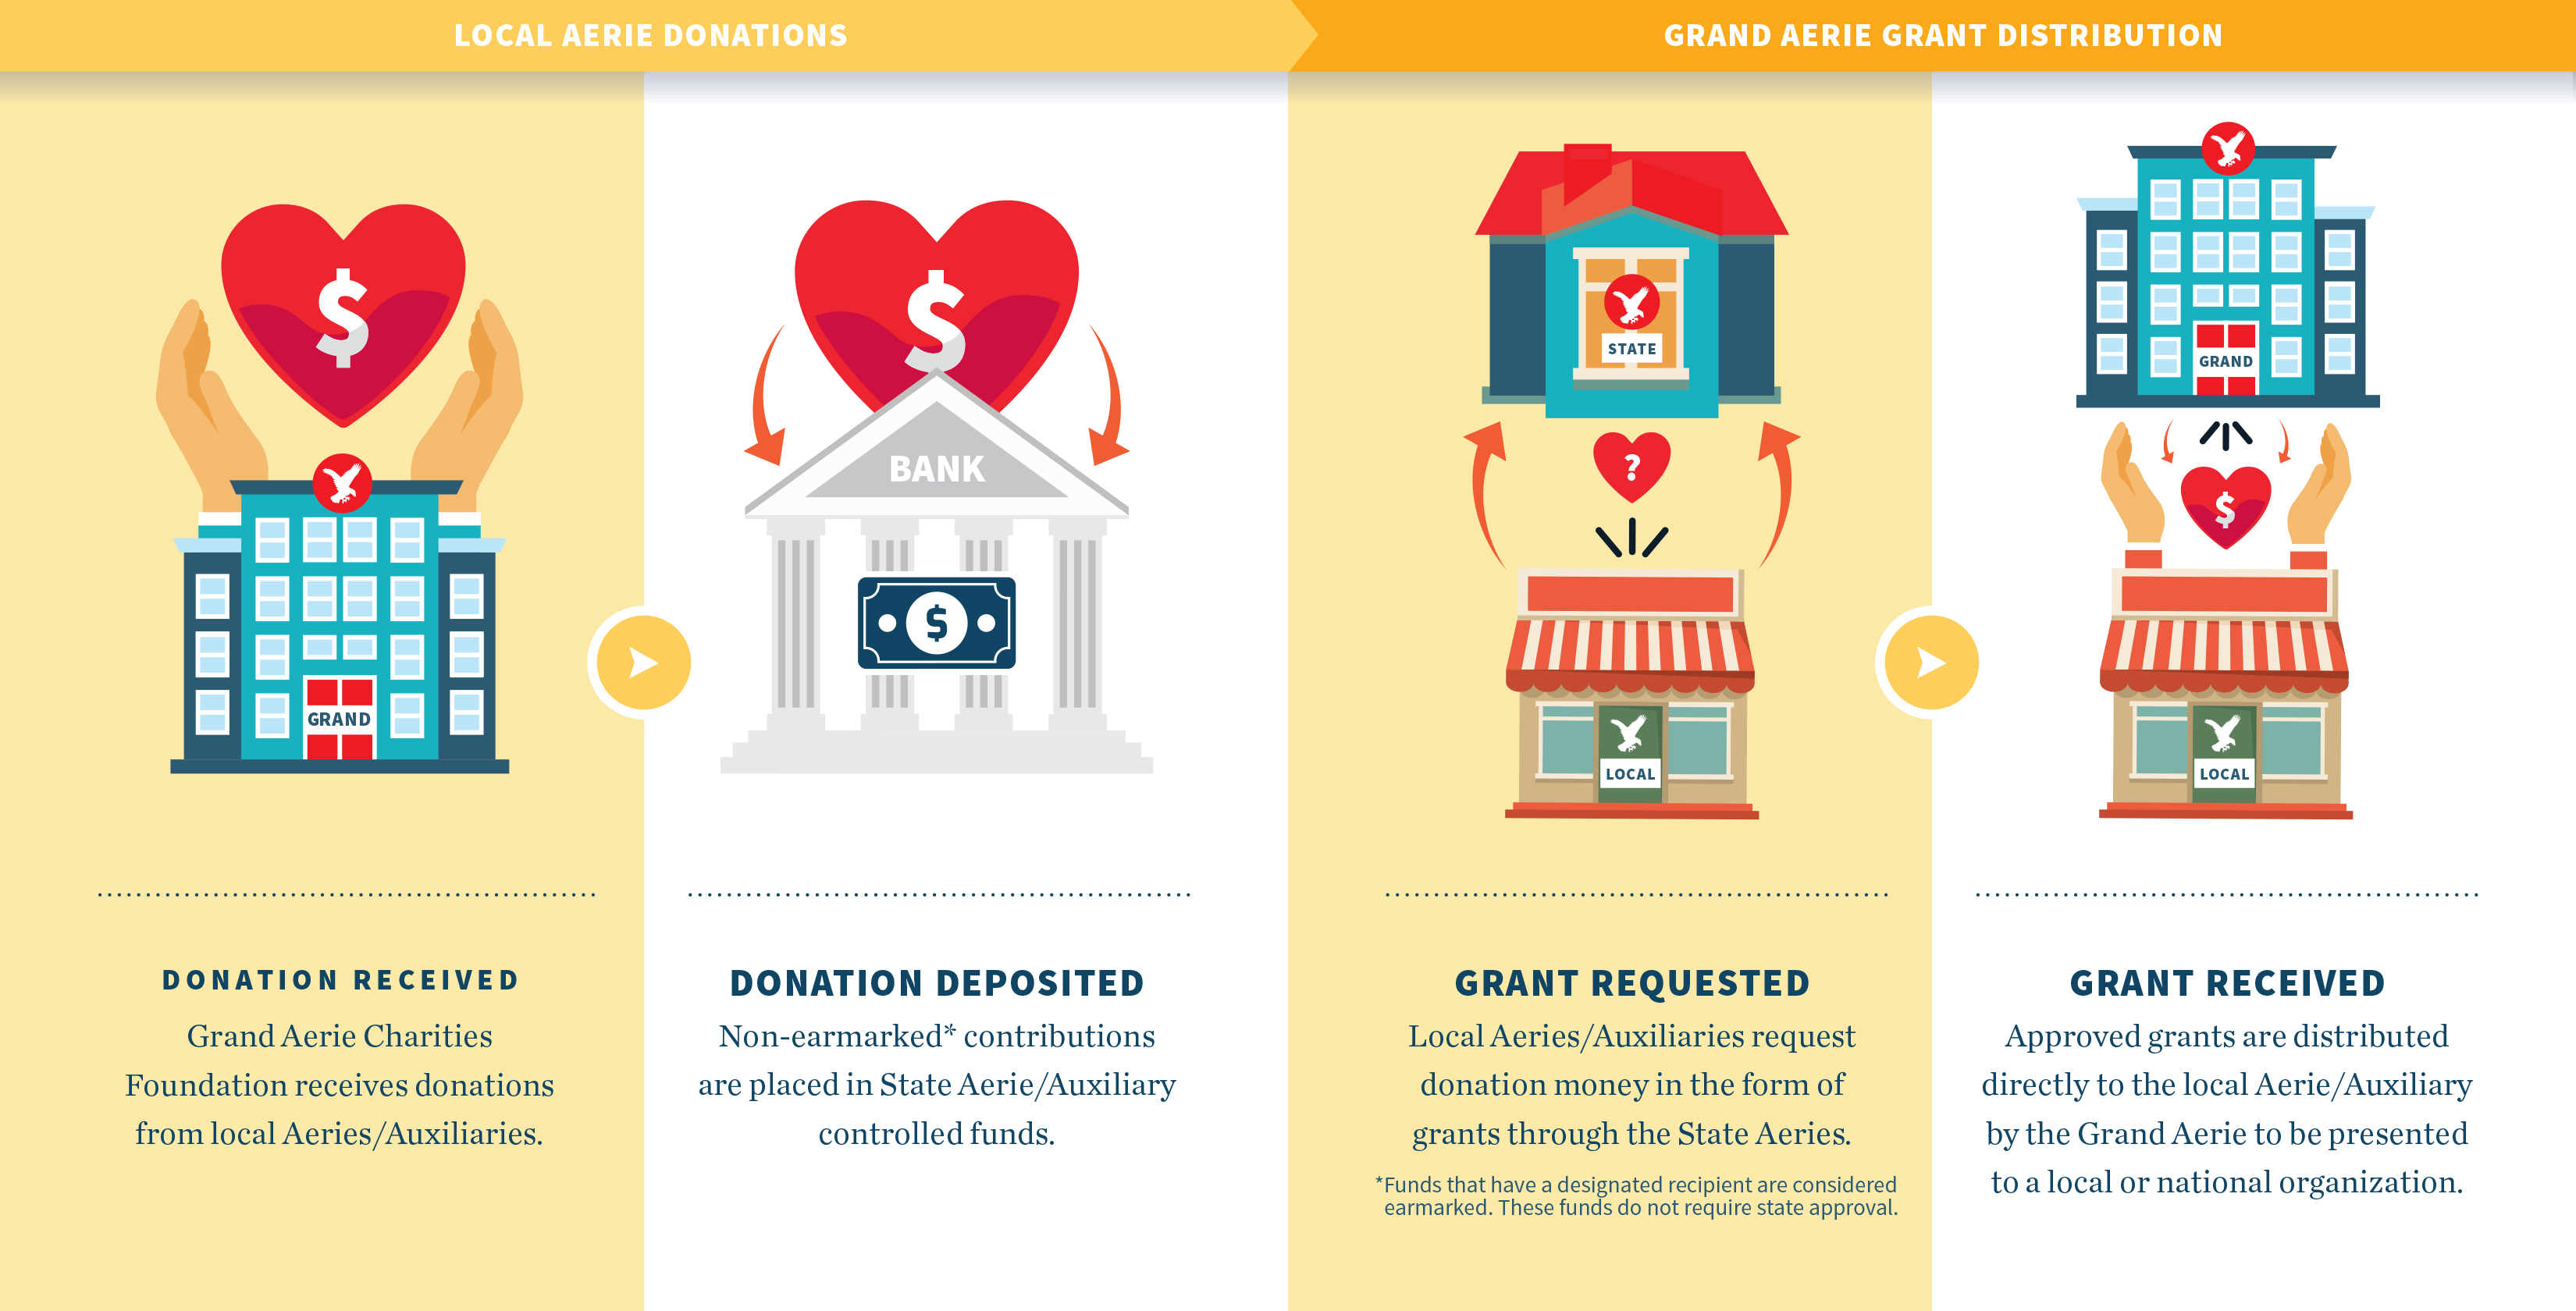 LOCAL AERIE DONATIONS
GRAND AERIE GRANT DISTRIBUTION
$
GRAND
DONATION RECEIVED
Grand Aerie Charities
Foundation receives donations
from local Aeries/Auxiliaries.
$
BANK
$
DONATION DEPOSITED
Non-earmarked* contributions
are placed in State Aerie/Auxiliary
controlled funds.
STATE
?
LOCAL
GRANT REQUESTED
Local Aeries/Auxiliaries request
donation money in the form of
grants through the State Aeries.
*Funds that have a designated recipient are considered
earmarked. These funds do not require state approval.
GRAND
$
LOCAL
GRANT RECEIVED
Approved grants are distributed
directly to the local Aerie/Auxiliary
by the Grand Aerie to be presented
to a local or national organization.